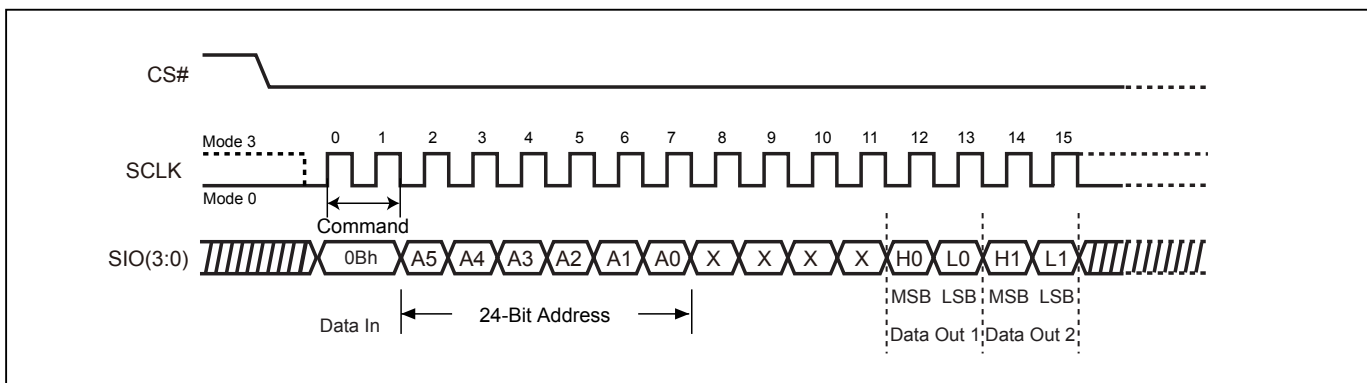 CS#
Mode 3
0 1 2 3 4 5 6 7 8 9 10 11 12 13 14 15
SCLK
Mode 0
Command
SIO(3:0) 0Bh A5 A4 A3 A2 A1 A0 X X X X H0 L0 H1 L1
MSB LSB MSB LSB
Data In 24-Bit Address
Data Out 1 Data Out 2